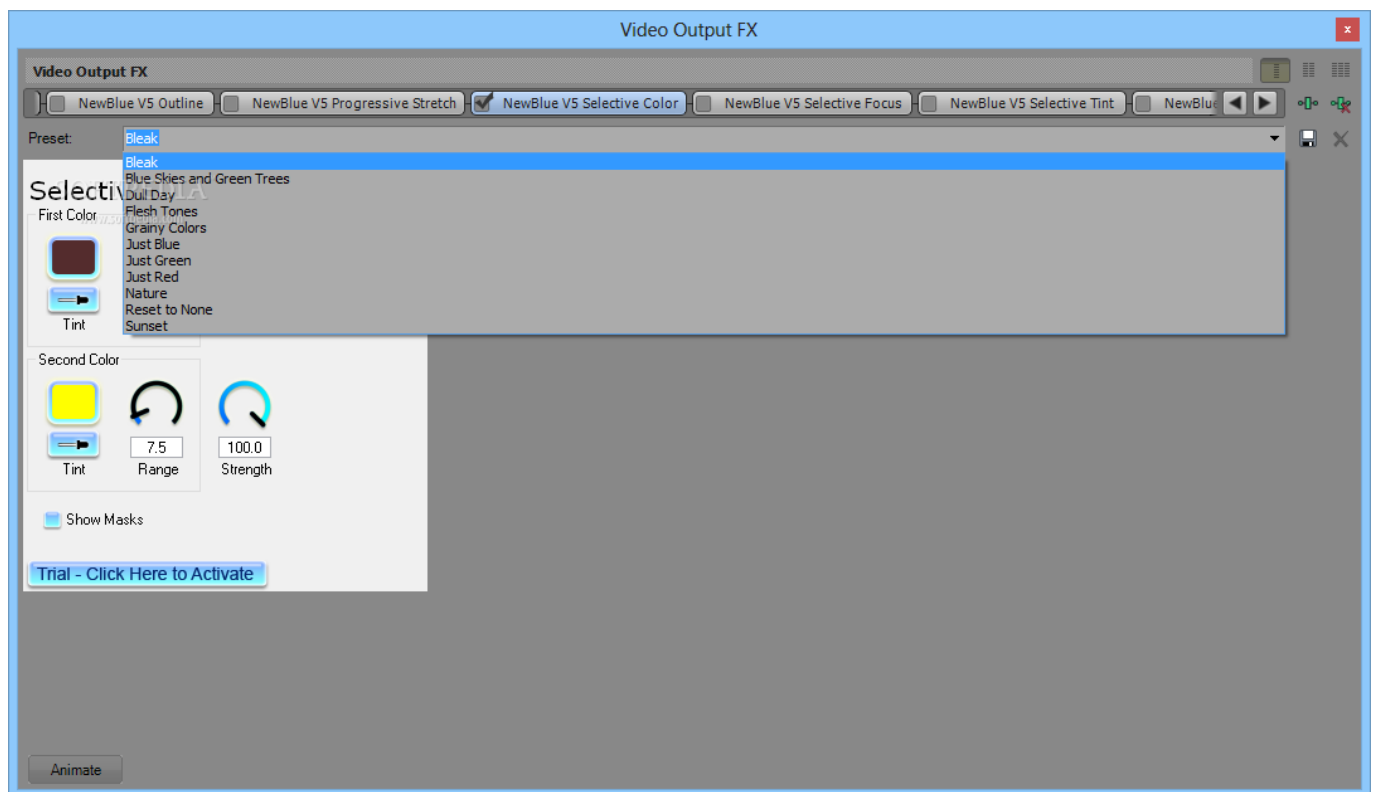 Video Output FX
x
Video Output FX
NewBlue V5 Outline NewBlue V5 Progressive Stretch NewBlue V5 Selective Color NewBlue V5 Selective Focus NewBlue V5 Selective Tint NewBlue
Preset: Bleak
Bleak
Blue Skies and Green Trees
Dull Day
Flesh Tones
Grainy Colors
Just Blue
Just Green
Just Red
Nature
Reset to None
Sunset
Selectiv
First Color
Tint
Second Color
7.5 100.0
Tint Range Strength
Show Masks
Trial - Click Here to Activate
Animate